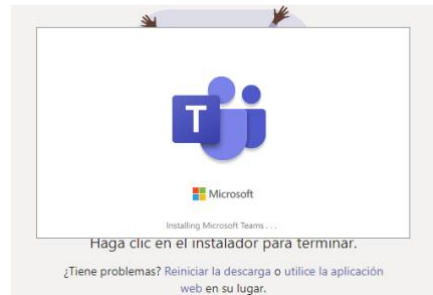 T
Microsoft
Installing Microsoft Teams . . .
Haga clic en el instalador para terminar.
¿Tiene problemas? Reiniciar la descarga o utilice la aplicación
web en su lugar.